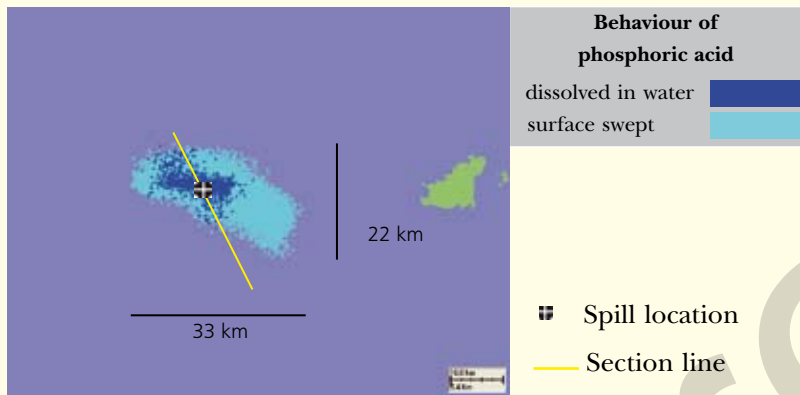 Behaviour of
phosphoric acid
dissolved in water
surface swept
22 km
33 km
Spill location
Section line